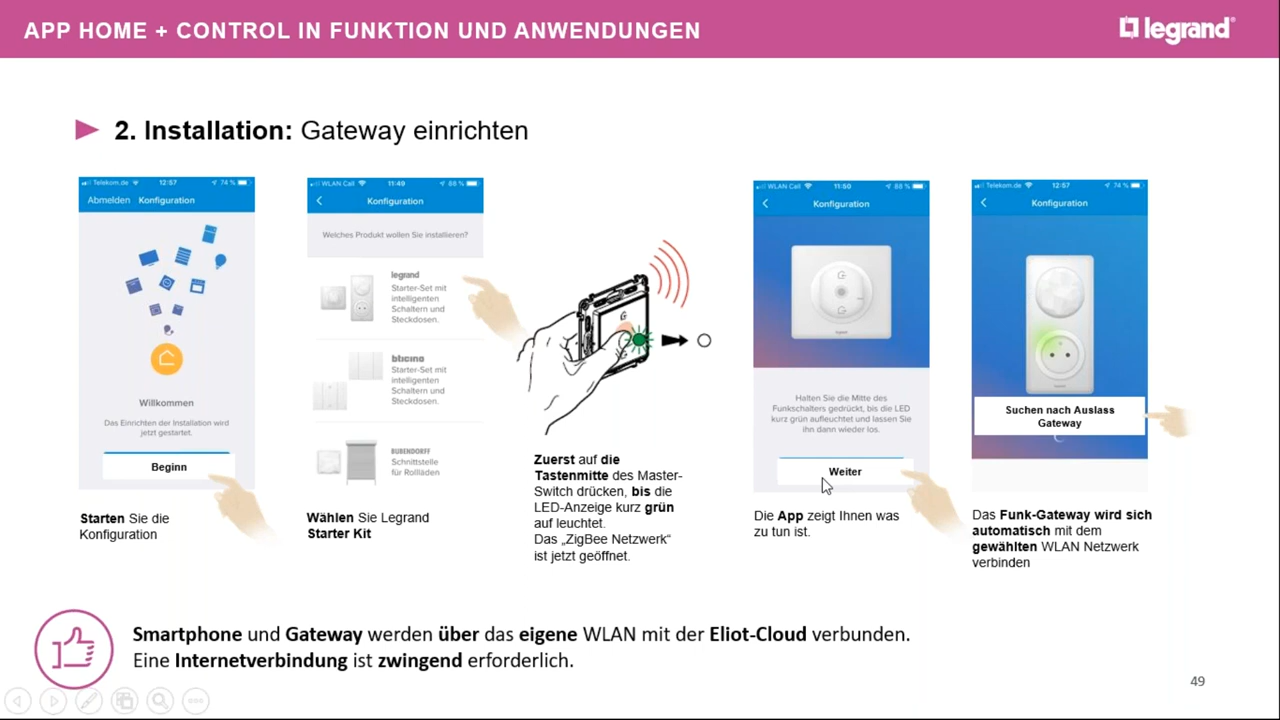 APP HOME + CONTROL IN FUNKTION UND ANWENDUNGEN
legrand
2. Installation: Gateway einrichten
Telekom.de 12:57 74 %
Abmelden Konfiguration
Willkommen
Das Einrichten der Installation wird
jetzt gestartet.
Beginn
Starten Sie die
Konfiguration
WLAN Call 11:49 88 %
Konfiguration
Welches Produkt wollen Sie installieren?
legrand
Starter-Set mit
intelligenten
Schaltern und
Steckdosen.
bticino
Starter-Set mit
intelligenten
Schaltern und
Steckdosen.
BUBENDORFF
Schnittstelle
für Rollläden
Wählen Sie Legrand
Starter Kit
Zuerst auf die
Tastenmitte des Master-
Switch drücken, bis die
LED-Anzeige kurz grün
auf leuchtet.
Das „ZigBee Netzwerk“
ist jetzt geöffnet.
WLAN Call 11:50 88 %
Konfiguration
Halten Sie die Mitte des
Funkschalters gedrückt, bis die LED
kurz grün aufleuchtet und lassen Sie
ihn dann wieder los.
Weiter
Die App zeigt Ihnen was
zu tun ist.
Telekom.de 12:57 74 %
Konfiguration
Suchen nach Auslass
Gateway
Das Funk-Gateway wird sich
automatisch mit dem
gewählten WLAN Netzwerk
verbinden
Smartphone und Gateway werden über das eigene WLAN mit der Eliot-Cloud verbunden.
Eine Internetverbindung ist zwingend erforderlich.
49